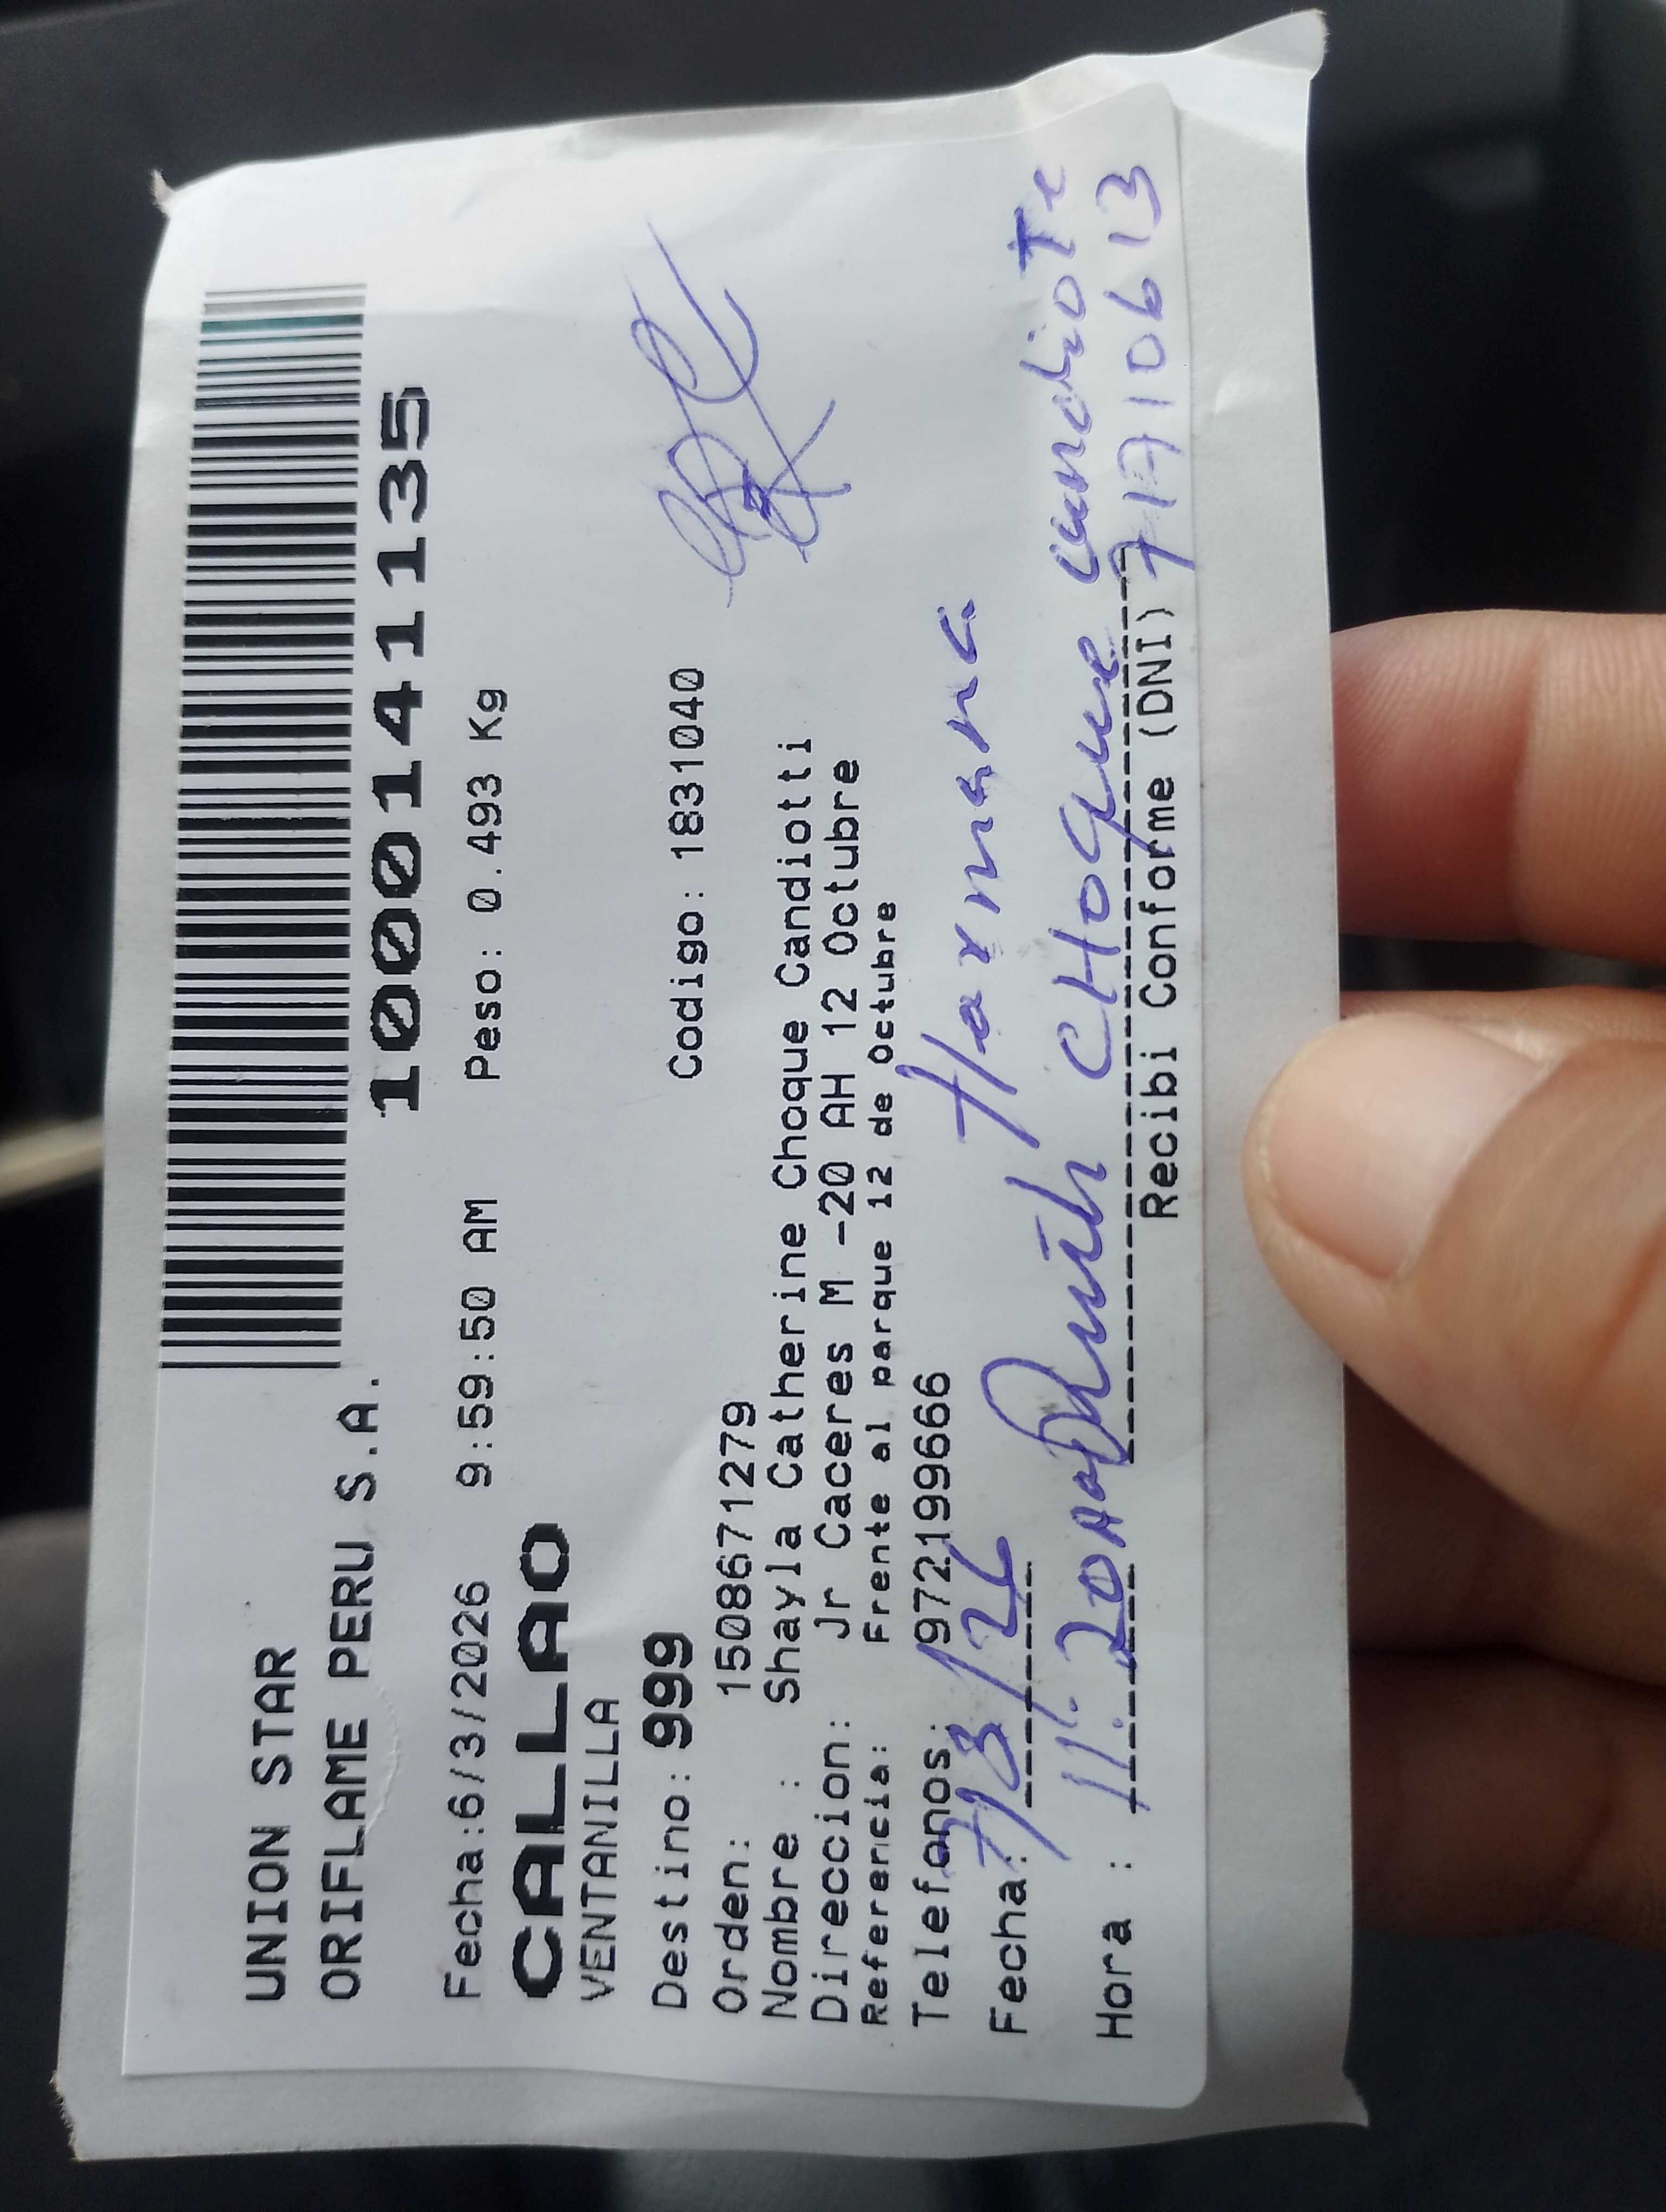 UNION STAR
ORIFLAME PERU S.A.
1000141135
Fecha:6/3/2026 9:59:50 AM Peso: 0.493 Kg
CALLAO
VENTANILLA
Destino: 999 Codigo: 1831040
Orden: 1508671279
Nombre : Shayla Catherine Choque Candiotti
Direccion: Jr Caceres M -20 AH 12 Octubre
Referencia: Frente al parque 12 de Octubre
Telefonos: 972199666
Fecha: 7/3/26 Hermana
Hora : 11:20 Ruth CHoque candioTe
Recibi Conforme (DNI) 71710613